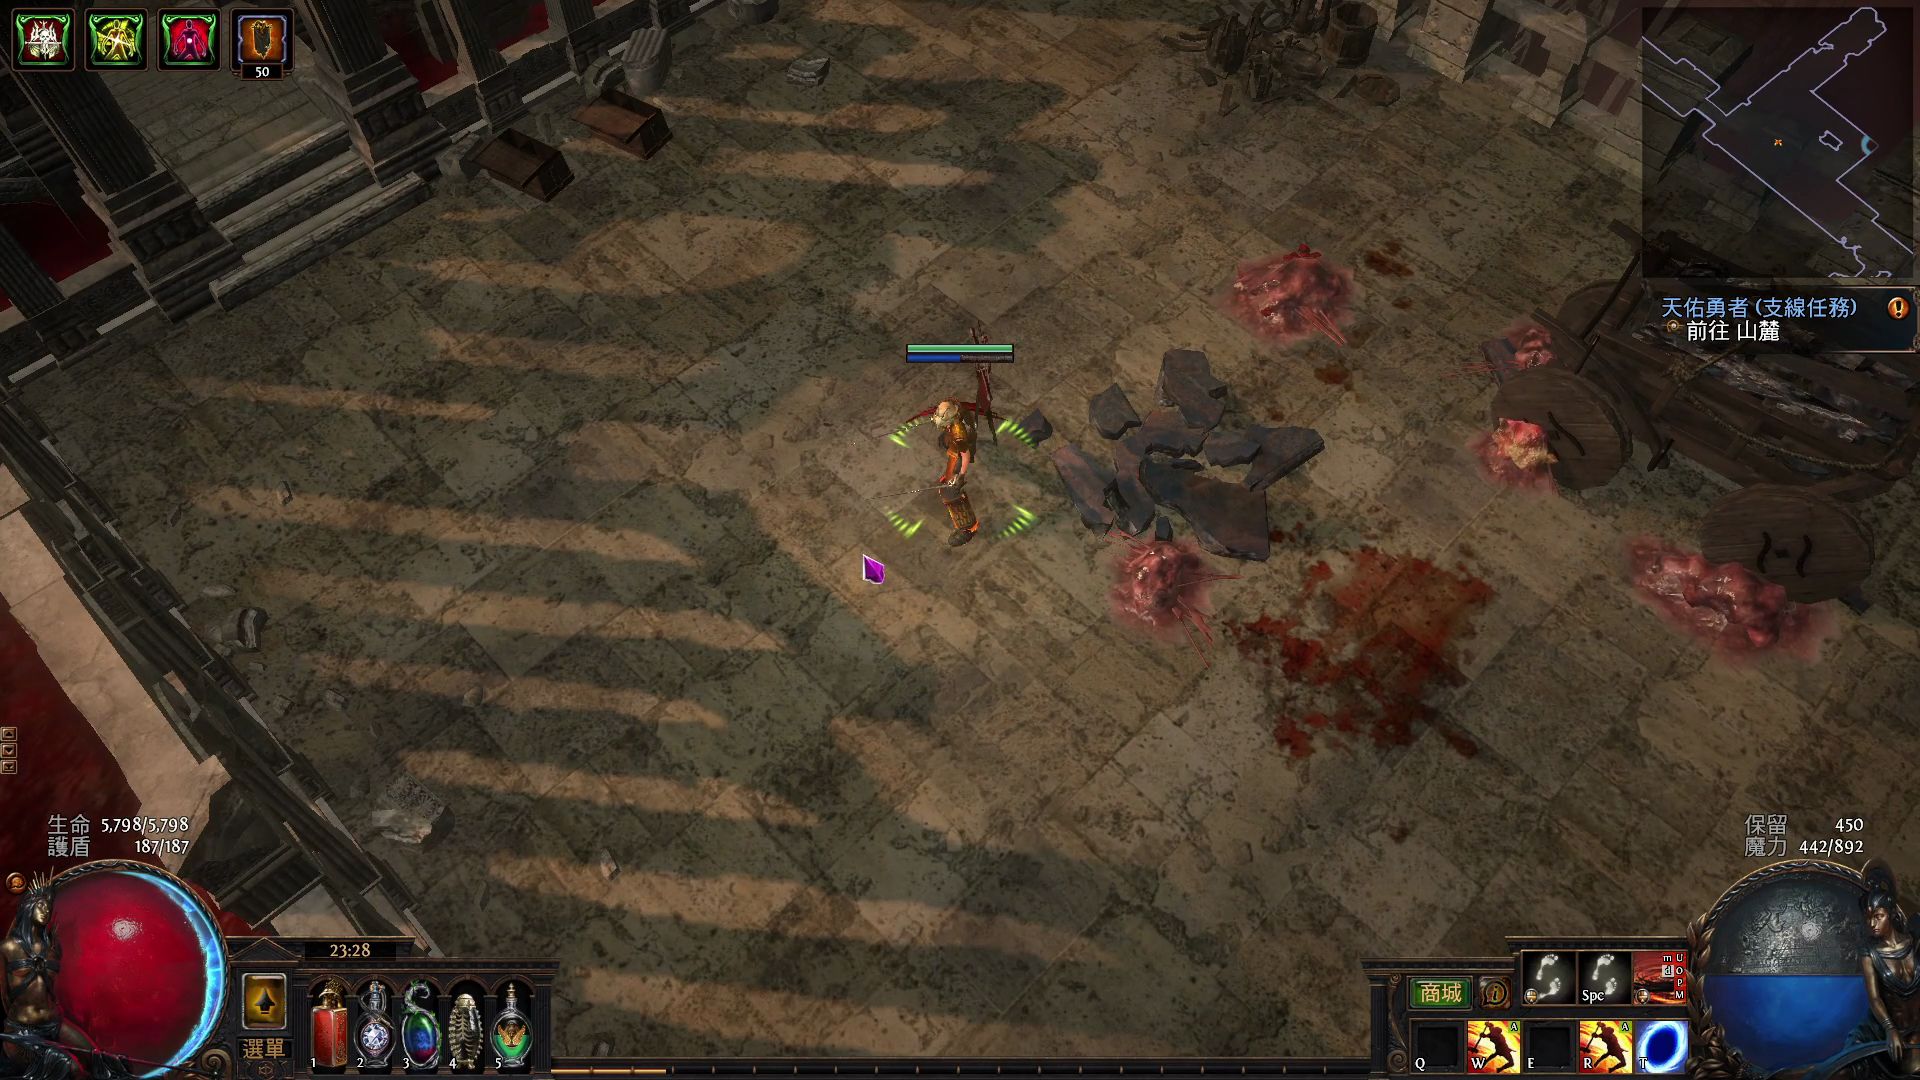 50
天佑勇者 (支線任務)
前往 山麓
生命 5,798/5,798
護盾 187/187
保留 450
魔力 442/892
23:28
選單
1
2
3
4
5
商城
Spc
Q
W
A
E
R
A
T